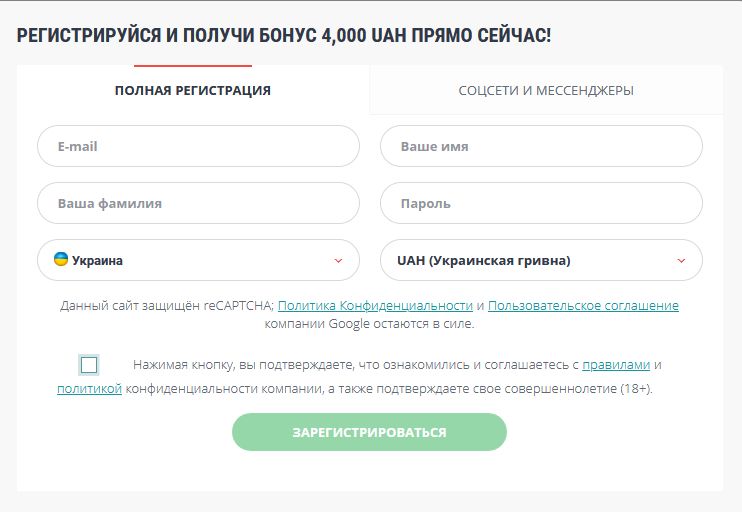 РЕГИСТРИРУЙСЯ И ПОЛУЧИ БОНУС 4,000 UAH ПРЯМО СЕЙЧАС!
ПОЛНАЯ РЕГИСТРАЦИЯ
СОЦСЕТИ И МЕССЕНДЖЕРЫ
E-mail
Ваше имя
Ваша фамилия
Пароль
Украина
UAH (Украинская гривна)
Данный сайт защищён reCAPTCHA; Политика Конфиденциальности и Пользовательское соглашение
компании Google остаются в силе.
Нажимая кнопку, вы подтверждаете, что ознакомились и соглашаетесь с правилами и
политикой конфиденциальности компании, а также подтверждаете свое совершеннолетие (18+).
ЗАРЕГИСТРИРОВАТЬСЯ